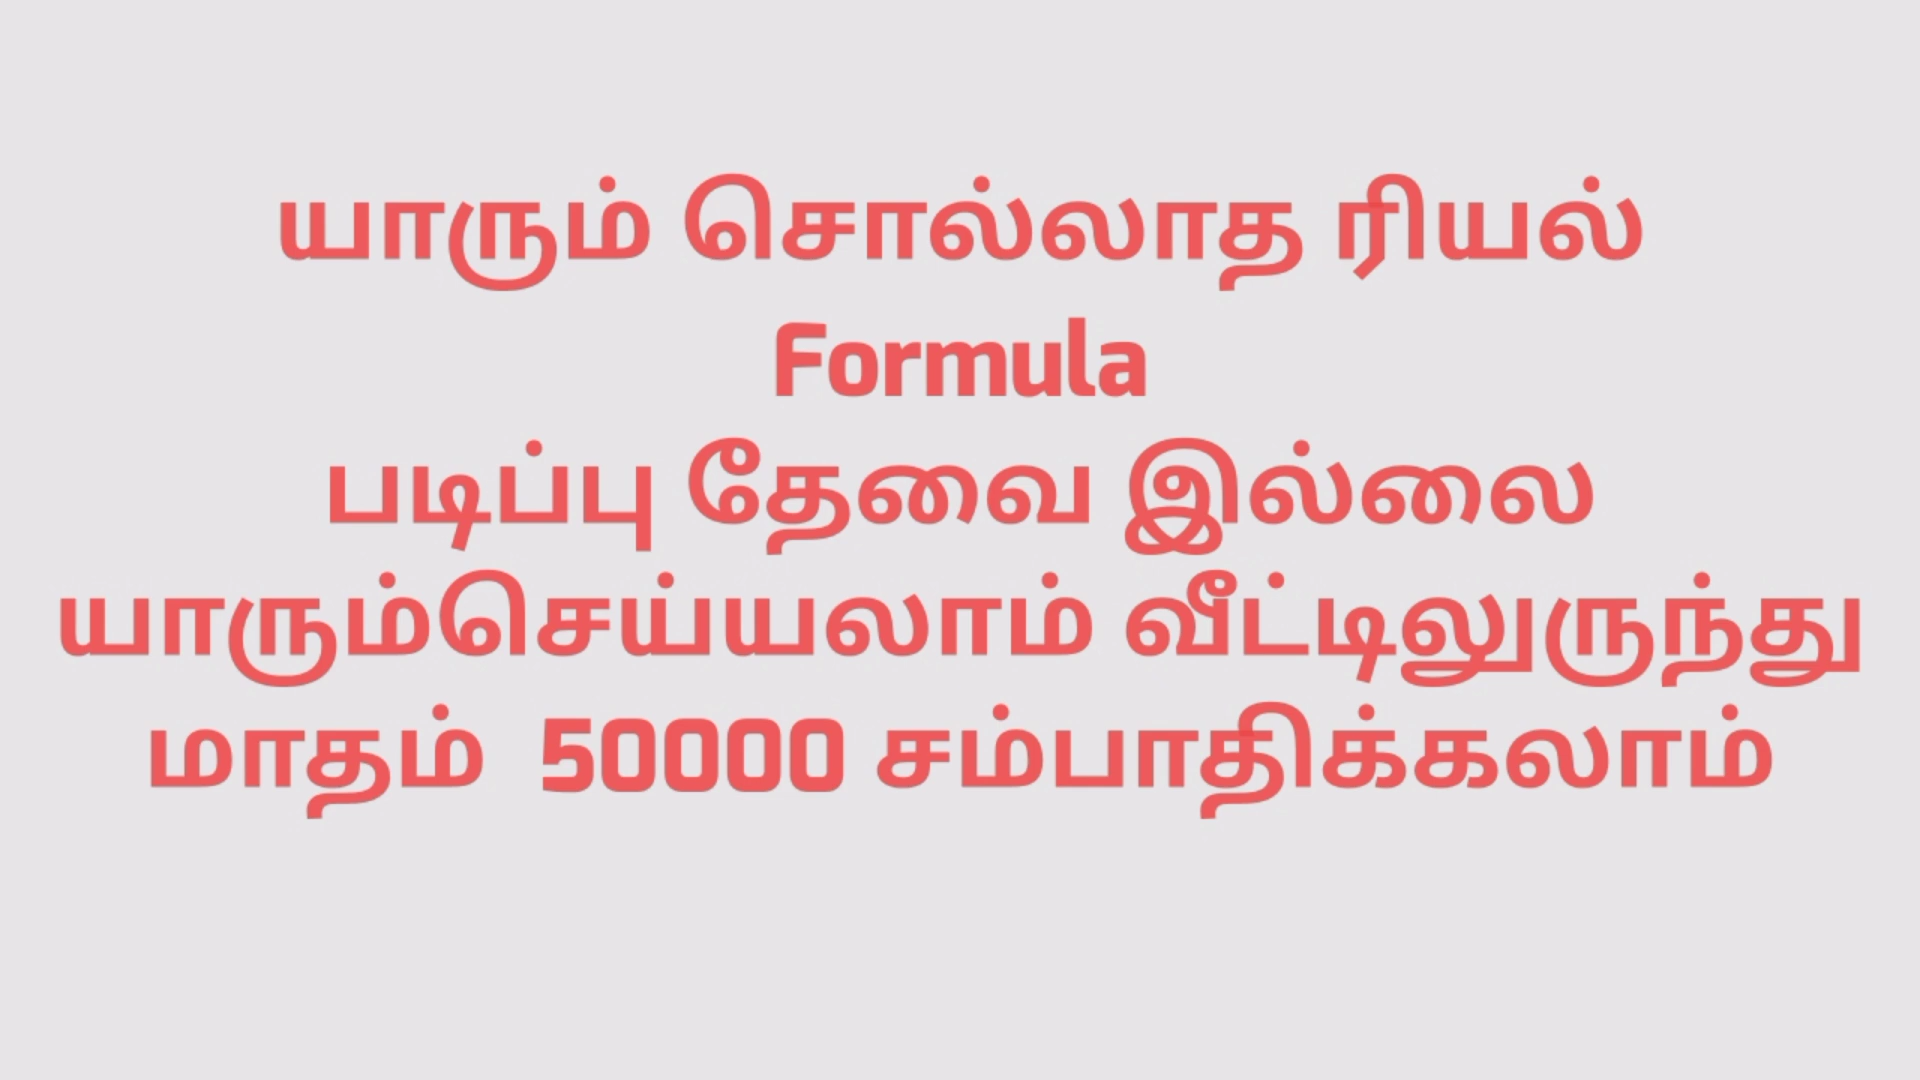 யாரும் சொல்லாத ரியல்
Formula
படிப்பு தேவை இல்லை
யாரும்செய்யலாம் வீட்டிலுருந்து
மாதம் 50000 சம்பாதிக்கலாம்